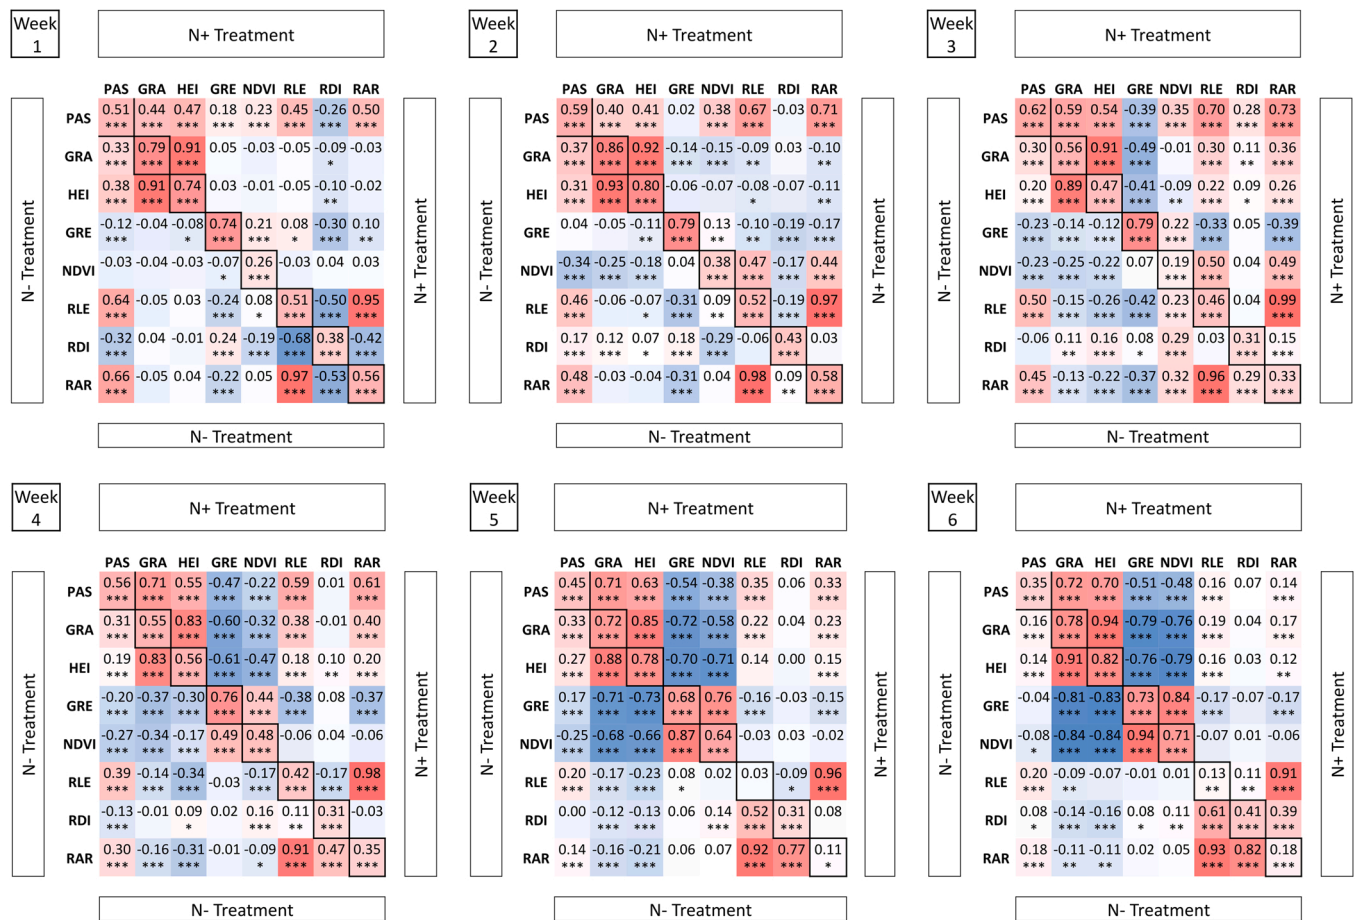 Week
1
N+ Treatment
PAS GRA HEI GRE NDVI RLE RDI RAR
PAS 0.51 0.44 0.47 0.18 0.23 0.45 -0.26 0.50
*** *** *** *** *** *** *** ***
GRA 0.33 0.79 0.91 0.05 -0.03 -0.05 -0.09 -0.03
*** *** *** *
HEI 0.38 0.91 0.74 0.03 -0.01 -0.05 -0.10 -0.02
*** *** *** **
GRE -0.12 -0.04 -0.08 0.74 0.21 0.08 -0.30 0.10
*** * *** *** * *** **
NDVI -0.03 -0.04 -0.03 -0.07 0.26 -0.03 0.04 0.03
* ***
RLE 0.64 -0.05 0.03 -0.24 0.08 0.51 -0.50 0.95
*** *** * *** *** ***
RDI -0.32 0.04 -0.01 0.24 -0.19 -0.68 0.38 -0.42
*** *** *** *** *** ***
RAR 0.66 -0.05 0.04 -0.22 0.05 0.97 -0.53 0.56
*** *** *** *** ***
N- Treatment
N+ Treatment
N- Treatment
Week
2
N+ Treatment
PAS GRA HEI GRE NDVI RLE RDI RAR
PAS 0.59 0.40 0.41 0.02 0.38 0.67 -0.03 0.71
*** *** *** *** *** ***
GRA 0.37 0.86 0.92 -0.14 -0.15 -0.09 0.03 -0.10
*** *** *** *** *** ** **
HEI 0.31 0.93 0.80 -0.06 -0.07 -0.08 -0.07 -0.11
*** *** *** * **
GRE 0.04 -0.05 -0.11 0.79 0.13 -0.10 -0.19 -0.17
** *** ** ** *** ***
NDVI -0.34 -0.25 -0.18 0.04 0.38 0.47 -0.17 0.44
*** *** *** *** *** *** ***
RLE 0.46 -0.06 -0.07 -0.31 0.09 0.52 -0.19 0.97
*** * *** ** *** *** ***
RDI 0.17 0.12 0.07 0.18 -0.29 -0.06 0.43 0.03
*** *** * *** *** ***
RAR 0.48 -0.03 -0.04 -0.31 0.04 0.98 0.09 0.58
*** *** *** ** ***
N- Treatment
N+ Treatment
N- Treatment
Week
3
N+ Treatment
PAS GRA HEI GRE NDVI RLE RDI RAR
PAS 0.62 0.59 0.54 -0.39 0.35 0.70 0.28 0.73
*** *** *** *** *** *** *** ***
GRA 0.30 0.56 0.91 -0.49 -0.01 0.30 0.11 0.36
*** *** *** *** *** ** ***
HEI 0.20 0.89 0.47 -0.41 -0.09 0.22 0.09 0.26
*** *** *** *** ** *** * ***
GRE -0.23 -0.14 -0.12 0.79 0.22 -0.33 0.05 -0.39
*** *** *** *** *** *** ***
NDVI -0.23 -0.25 -0.22 0.07 0.19 0.50 0.04 0.49
*** *** *** *** *** ***
RLE 0.50 -0.15 -0.26 -0.42 0.23 0.46 0.04 0.99
*** *** *** *** *** *** ***
RDI -0.06 0.11 0.16 0.08 0.29 0.03 0.31 0.15
** *** * *** *** ***
RAR 0.45 -0.13 -0.22 -0.37 0.32 0.96 0.29 0.33
*** *** *** *** *** *** *** ***
N- Treatment
N+ Treatment
N- Treatment
Week
4
N+ Treatment
PAS GRA HEI GRE NDVI RLE RDI RAR
PAS 0.56 0.71 0.55 -0.47 -0.22 0.59 0.01 0.61
*** *** *** *** *** *** ***
GRA 0.31 0.55 0.83 -0.60 -0.32 0.38 -0.01 0.40
*** *** *** *** *** *** ***
HEI 0.19 0.83 0.56 -0.61 -0.47 0.18 0.10 0.20
*** *** *** *** *** *** ** ***
GRE -0.20 -0.37 -0.30 0.76 0.44 -0.38 0.08 -0.37
*** *** *** *** *** *** ***
NDVI -0.27 -0.34 -0.17 0.49 0.48 -0.06 0.04 -0.06
*** *** *** *** ***
RLE 0.39 -0.14 -0.34 -0.03 -0.17 0.42 -0.17 0.98
*** *** *** *** *** *** ***
RDI -0.13 -0.01 0.09 0.02 0.16 0.11 0.31 -0.03
*** * *** ** ***
RAR 0.30 -0.16 -0.31 -0.01 -0.09 0.91 0.47 0.35
*** *** *** * *** *** ***
N- Treatment
N+ Treatment
N- Treatment
Week
5
N+ Treatment
PAS GRA HEI GRE NDVI RLE RDI RAR
PAS 0.45 0.71 0.63 -0.54 -0.38 0.35 0.06 0.33
*** *** *** *** *** *** ***
GRA 0.33 0.72 0.85 -0.72 -0.58 0.22 0.04 0.23
*** *** *** *** *** *** ***
HEI 0.27 0.88 0.78 -0.70 -0.71 0.14 0.00 0.15
*** *** *** *** *** ***
GRE 0.17 -0.71 -0.73 0.68 0.76 -0.16 -0.03 -0.15
*** *** *** *** *** *** ***
NDVI -0.25 -0.68 -0.66 0.87 0.64 -0.03 -0.03 -0.02
*** *** *** *** ***
RLE 0.20 -0.17 -0.23 0.08 0.02 0.03 -0.09 0.96
*** *** *** * * ***
RDI 0.00 -0.12 -0.13 0.06 0.14 0.52 0.31 0.08
*** *** *** *** ***
RAR 0.14 -0.16 -0.21 0.06 0.07 0.92 0.77 0.11
*** *** *** *** *** *
N- Treatment
N+ Treatment
N- Treatment
Week
6
N+ Treatment
PAS GRA HEI GRE NDVI RLE RDI RAR
PAS 0.35 0.72 0.70 -0.51 -0.48 0.16 0.07 0.14
*** *** *** *** *** *** ***
GRA 0.16 0.78 0.94 -0.79 -0.76 0.19 0.04 0.17
*** *** *** *** *** *** ***
HEI 0.14 0.91 0.82 -0.76 -0.79 0.16 0.03 0.12
*** *** *** *** *** *** **
GRE -0.04 -0.81 -0.83 0.73 0.84 -0.17 -0.07 -0.17
*** *** *** *** *** ***
NDVI -0.08 -0.84 -0.84 0.94 0.71 -0.07 0.01 -0.06
* *** *** *** ***
RLE 0.20 -0.09 -0.07 -0.01 0.01 0.13 0.11 0.91
*** ** ** ** ***
RDI 0.08 -0.14 -0.16 0.08 0.11 0.61 0.41 0.39
* *** *** * ** *** *** ***
RAR 0.18 -0.11 -0.11 0.02 0.05 0.93 0.82 0.18
*** ** ** *** *** ***
N- Treatment
N+ Treatment
N- Treatment